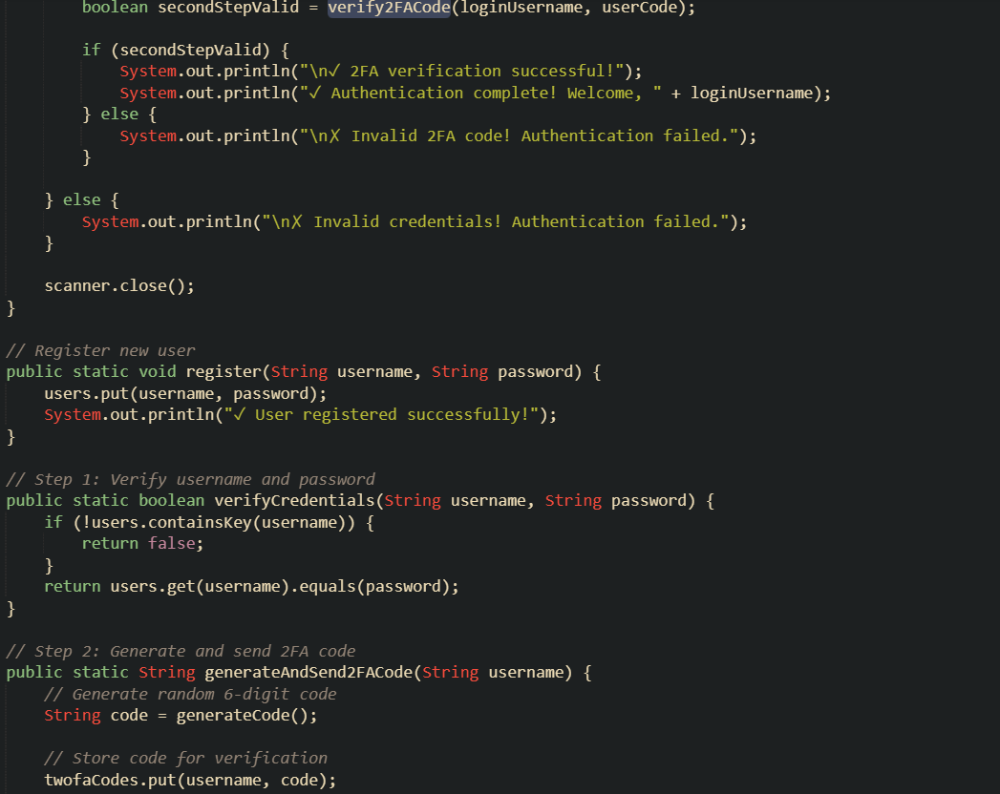 boolean secondStepValid = verify2FACode(loginUsername, userCode);
if (secondStepValid) {
System.out.println("\n✓ 2FA verification successful!");
System.out.println("✓ Authentication complete! Welcome, " + loginUsername);
} else {
System.out.println("\n✗ Invalid 2FA code! Authentication failed.");
}
} else {
System.out.println("\n✗ Invalid credentials! Authentication failed.");
}
scanner.close();
}
// Register new user
public static void register(String username, String password) {
users.put(username, password);
System.out.println("✓ User registered successfully!");
}
// Step 1: Verify username and password
public static boolean verifyCredentials(String username, String password) {
if (!users.containsKey(username)) {
return false;
}
return users.get(username).equals(password);
}
// Step 2: Generate and send 2FA code
public static String generateAndSend2FACode(String username) {
// Generate random 6-digit code
String code = generateCode();
// Store code for verification
twofaCodes.put(username, code);